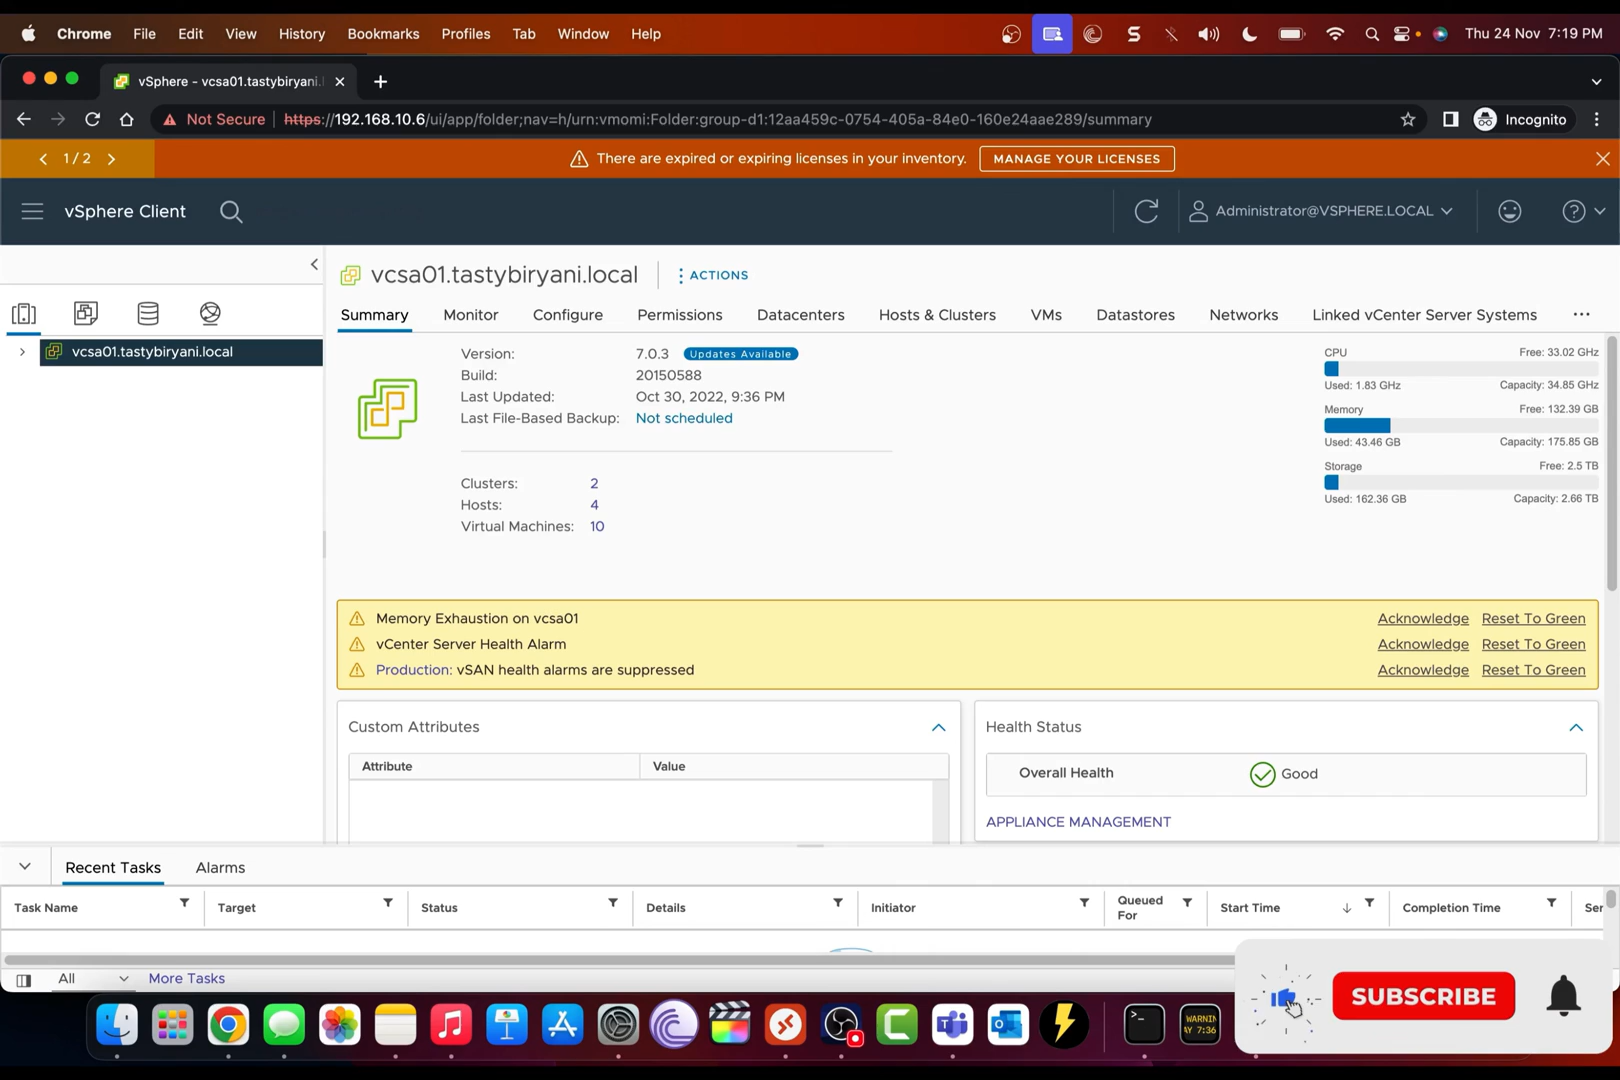 Chrome File Edit View History Bookmarks Profiles Tab Window Help Thu 24 Nov 7:19 PM
vSphere - vcsa01.tastybiryani.
Not Secure https://192.168.10.6/ui/app/folder;nav=h/urn:vmomi:Folder:group-d1:12aa459c-0754-405a-84e0-160e24aae289/summary Incognito
1 / 2 There are expired or expiring licenses in your inventory. MANAGE YOUR LICENSES
vSphere Client Administrator@VSPHERE.LOCAL
vcsa01.tastybiryani.local ACTIONS
Summary Monitor Configure Permissions Datacenters Hosts & Clusters VMs Datastores Networks Linked vCenter Server Systems
vcsa01.tastybiryani.local
Version: 7.0.3 Updates Available
Build: 20150588
Last Updated: Oct 30, 2022, 9:36 PM
Last File-Based Backup: Not scheduled
Clusters: 2
Hosts: 4
Virtual Machines: 10
CPU Free: 33.02 GHz
Used: 1.83 GHz Capacity: 34.85 GHz
Memory Free: 132.39 GB
Used: 43.46 GB Capacity: 175.85 GB
Storage Free: 2.5 TB
Used: 162.36 GB Capacity: 2.66 TB
Memory Exhaustion on vcsa01 Acknowledge Reset To Green
vCenter Server Health Alarm Acknowledge Reset To Green
Production: vSAN health alarms are suppressed Acknowledge Reset To Green
Custom Attributes
Attribute Value
Health Status
Overall Health Good
APPLIANCE MANAGEMENT
Recent Tasks Alarms
Task Name Target Status Details Initiator Queued For Start Time Completion Time Ser
All More Tasks
SUBSCRIBE
WARNIN
AY 7:36